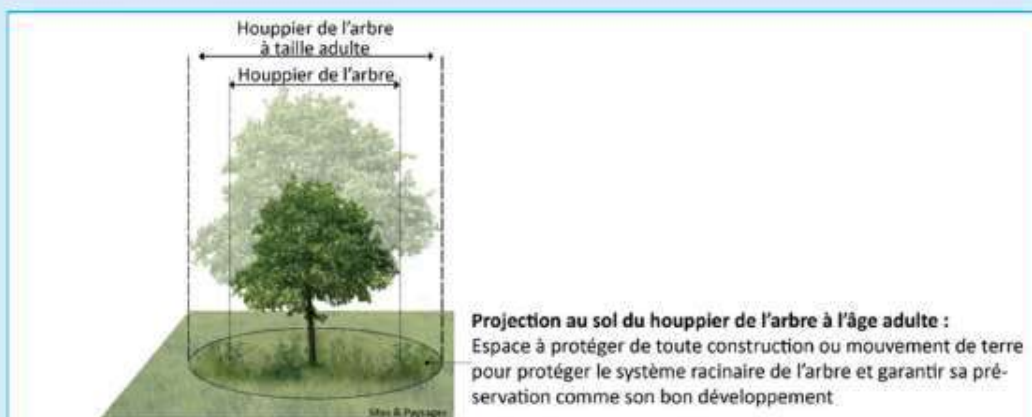 Houppier de l'arbre
à taille adulte
Houppier de l'arbre
Projection au sol du houppier de l'arbre à l'âge adulte :
Espace à protéger de toute construction ou mouvement de terre
pour protéger le système racinaire de l'arbre et garantir sa pré-
servation comme son bon développement
Sites & Paysages